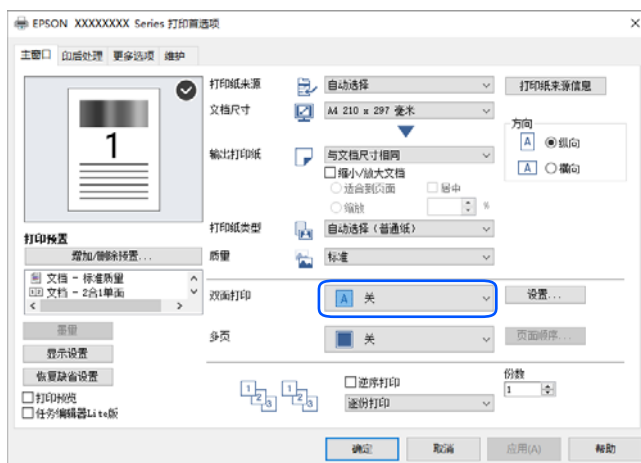 EPSON XXXXXXXX Series 打印首选项
主窗口 印后处理 更多选项 维护
1
打印预置
增加/删除预置...
文档 - 标准质量
文档 - 2合1单面
墨量
显示设置
恢复缺省设置
打印预览
任务编辑器Lite版
打印纸来源 自动选择 打印纸来源信息
文档尺寸 A4 210 x 297 毫米
方向
A 纵向
A 横向
输出打印纸 与文档尺寸相同
缩小/放大文档
适合到页面 居中
缩放 %
打印纸类型 自动选择（普通纸）
质量 标准
双面打印 A 关 设置...
多页 关 页面顺序...
1 2 3 1 2 3
逆序打印
逐份打印
份数
1
确定 取消 应用(A) 帮助